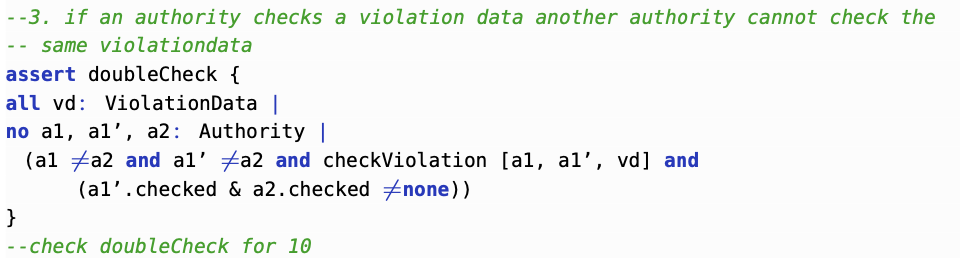 --3. if an authority checks a violation data another authority cannot check the
-- same violationdata
assert doubleCheck {
all vd: ViolationData |
no a1, a1’, a2: Authority |
(a1 ≠a2 and a1’ ≠a2 and checkViolation [a1, a1’, vd] and
(a1’.checked & a2.checked ≠none))
}
--check doubleCheck for 10